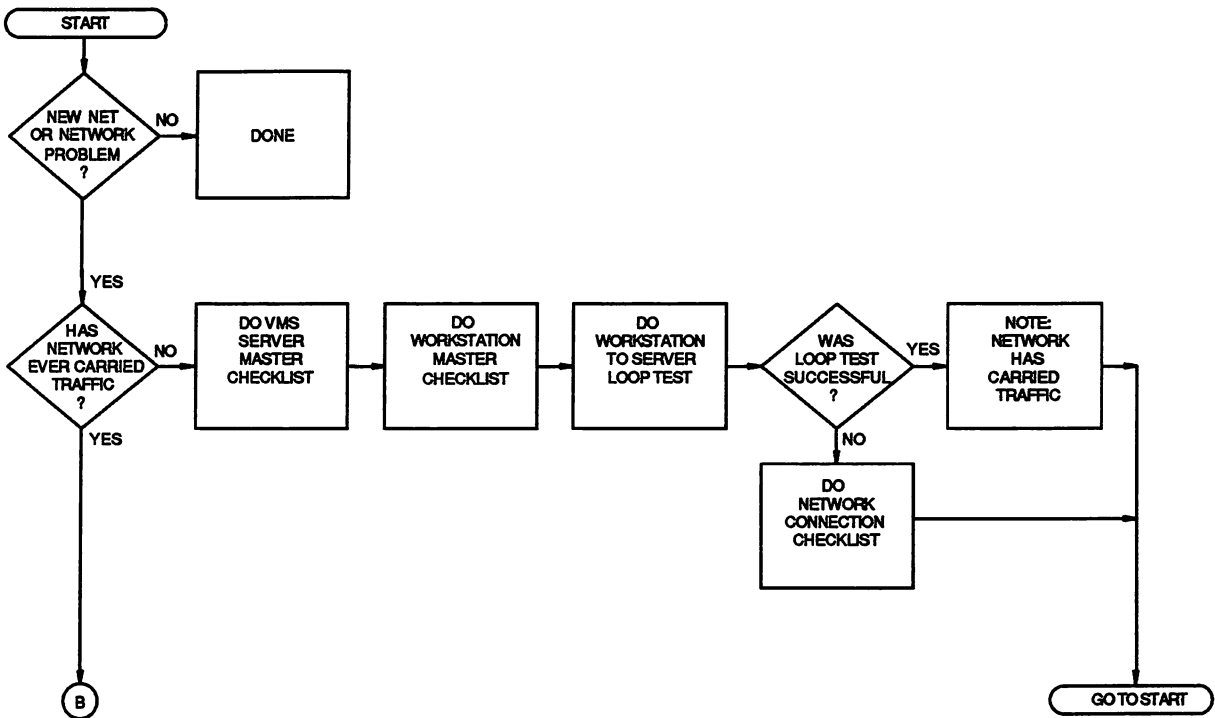 START
NEW NET
OR NETWORK
PROBLEM
?
NO
DONE
YES
HAS
NETWORK
EVER CARRIED
TRAFFIC
?
NO
DO VMS
SERVER
MASTER
CHECKLIST
DO
WORKSTATION
MASTER
CHECKLIST
DO
WORKSTATION
TO SERVER
LOOP TEST
WAS
LOOP TEST
SUCCESSFUL
?
YES
NOTE:
NETWORK
HAS
CARRIED
TRAFFIC
YES
NO
DO
NETWORK
CONNECTION
CHECKLIST
B
GO TO START